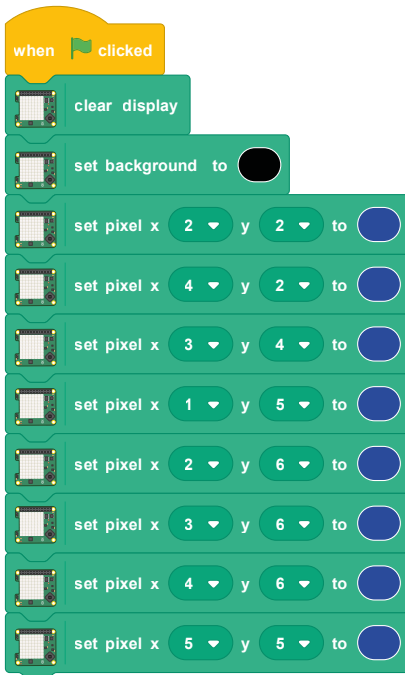 when clicked
clear display
set background to
set pixel x 2 y 2 to
set pixel x 4 y 2 to
set pixel x 3 y 4 to
set pixel x 1 y 5 to
set pixel x 2 y 6 to
set pixel x 3 y 6 to
set pixel x 4 y 6 to
set pixel x 5 y 5 to